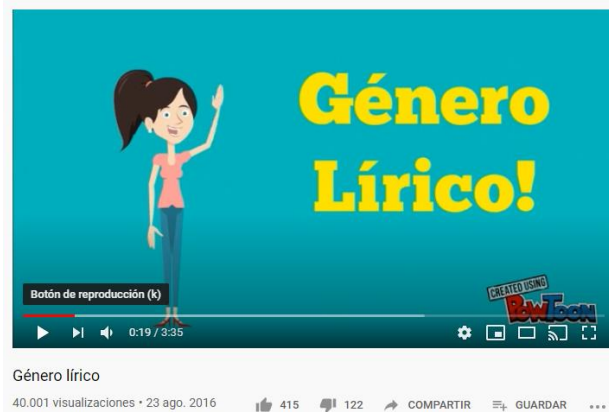 Género
Lírico!
CREATED USING
POWTOON
Botón de reproducción (k)
0:19 / 3:35
Género lírico
40.001 visualizaciones • 23 ago. 2016
415
122
COMPARTIR
GUARDAR